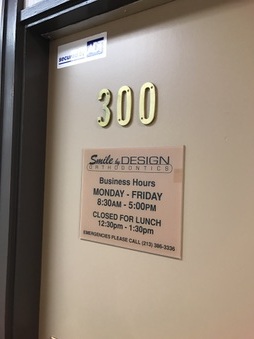 ADT
300
Smile by DESIGN
ORTHODONTICS
Business Hours
MONDAY - FRIDAY
8:30AM - 5:00PM
CLOSED FOR LUNCH
12:30pm - 1:30pm
EMERGENCIES PLEASE CALL (213) 386-3336